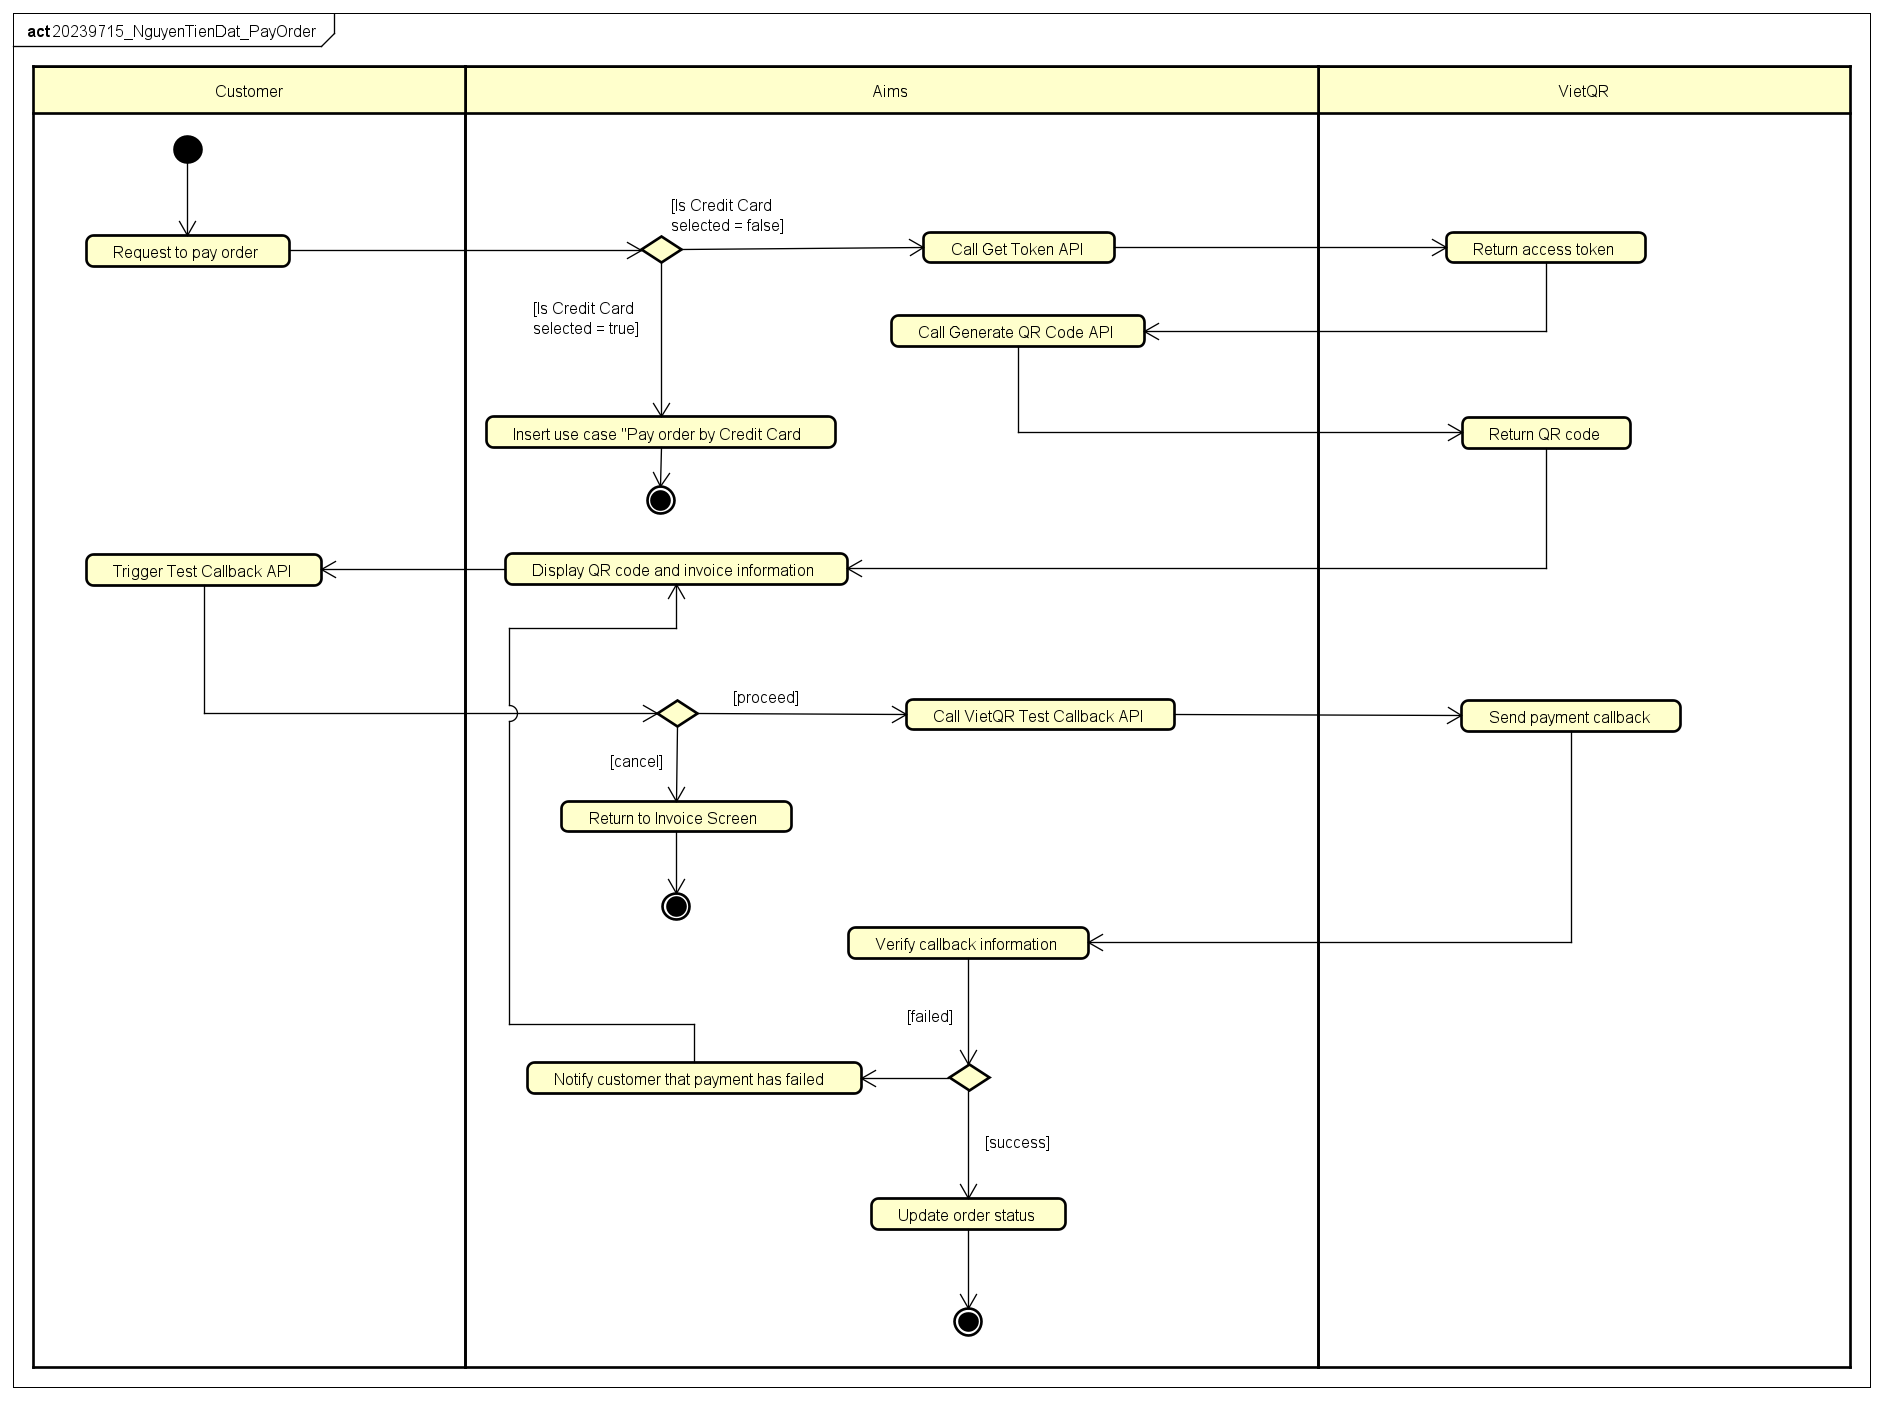 act 20239715_NguyenTienDat_PayOrder
Customer
Aims
VietQR
[Is Credit Card
selected = false]
Request to pay order
Call Get Token API
Return access token
[Is Credit Card
selected = true]
Call Generate QR Code API
Insert use case "Pay order by Credit Card
Return QR code
Trigger Test Callback API
Display QR code and invoice information
[proceed]
Call VietQR Test Callback API
Send payment callback
[cancel]
Return to Invoice Screen
Verify callback information
[failed]
Notify customer that payment has failed
[success]
Update order status